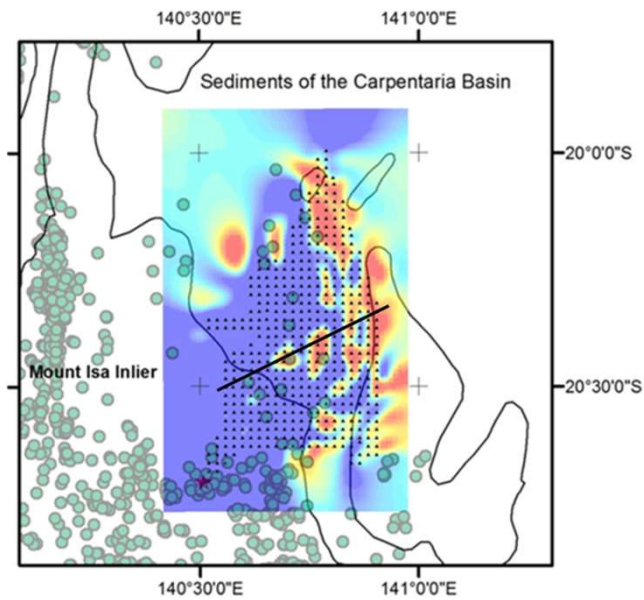 140°30'0"E 141°0'0"E
Sediments of the Carpentaria Basin
20°0'0"S
Mount Isa Inlier
20°30'0"S
140°30'0"E 141°0'0"E